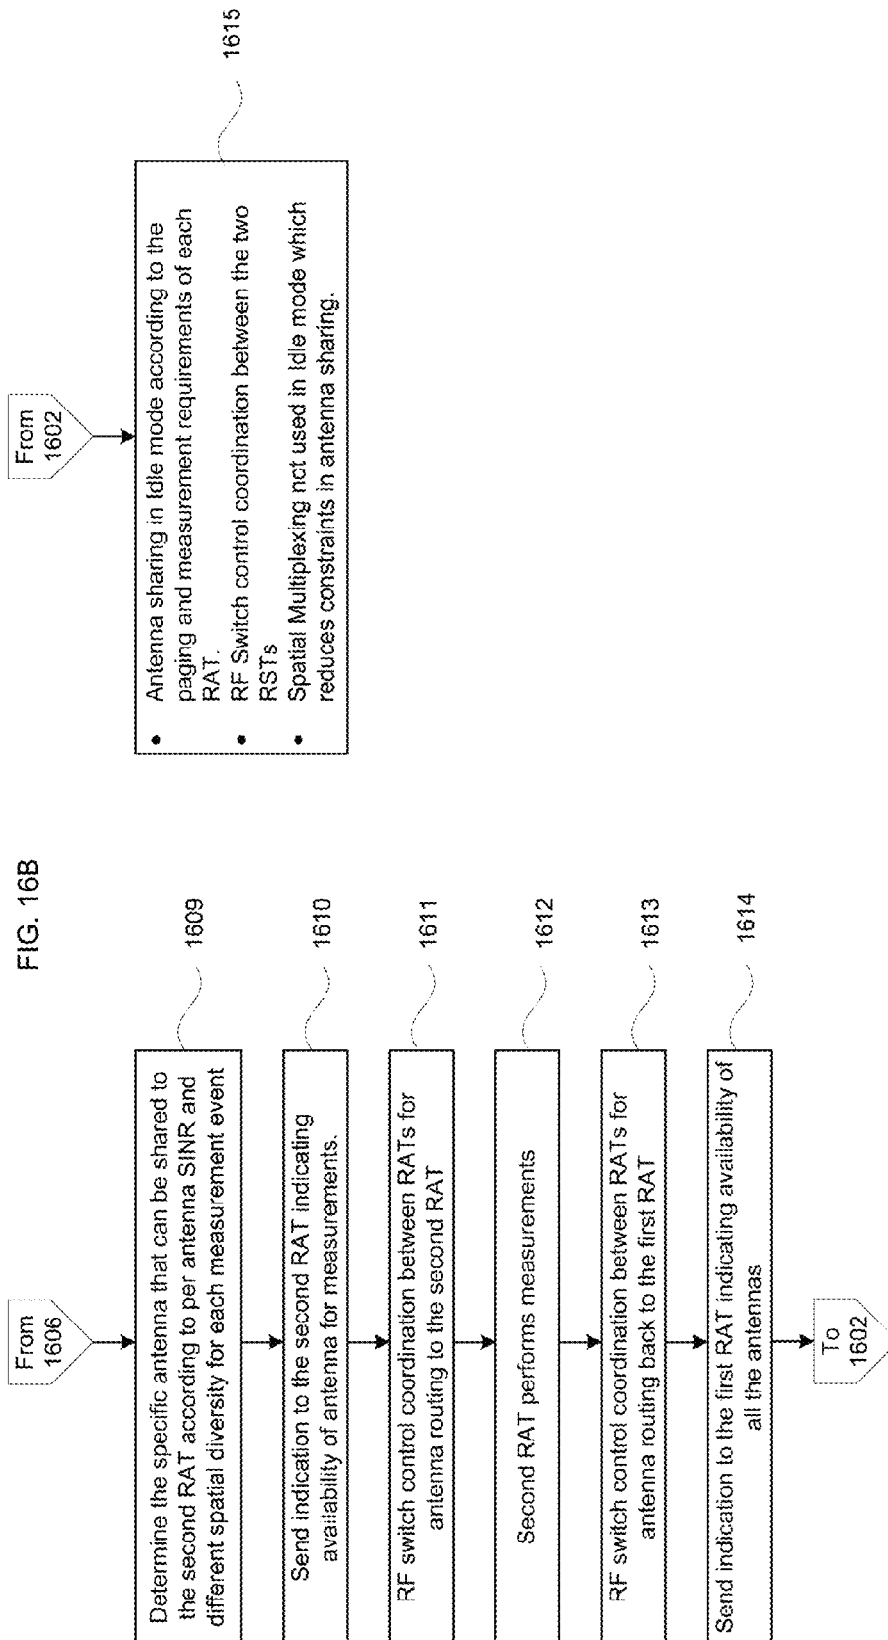 FIG. 16B
From
1606
Determine the specific antenna that can be shared to
the second RAT according to per antenna SINR and
different spatial diversity for each measurement event
1609
Send indication to the second RAT indicating
availability of antenna for measurements.
1610
RF switch control coordination between RATs for
antenna routing to the second RAT
1611
Second RAT performs measurements
1612
RF switch control coordination between RATs for
antenna routing back to the first RAT
1613
Send indication to the first RAT indicating availability of
all the antennas
1614
To
1602
From
1602
• Antenna sharing in Idle mode according to the
paging and measurement requirements of each
RAT.
• RF Switch control coordination between the two
RSTs
• Spatial Multiplexing not used in Idle mode which
reduces constraints in antenna sharing.
1615